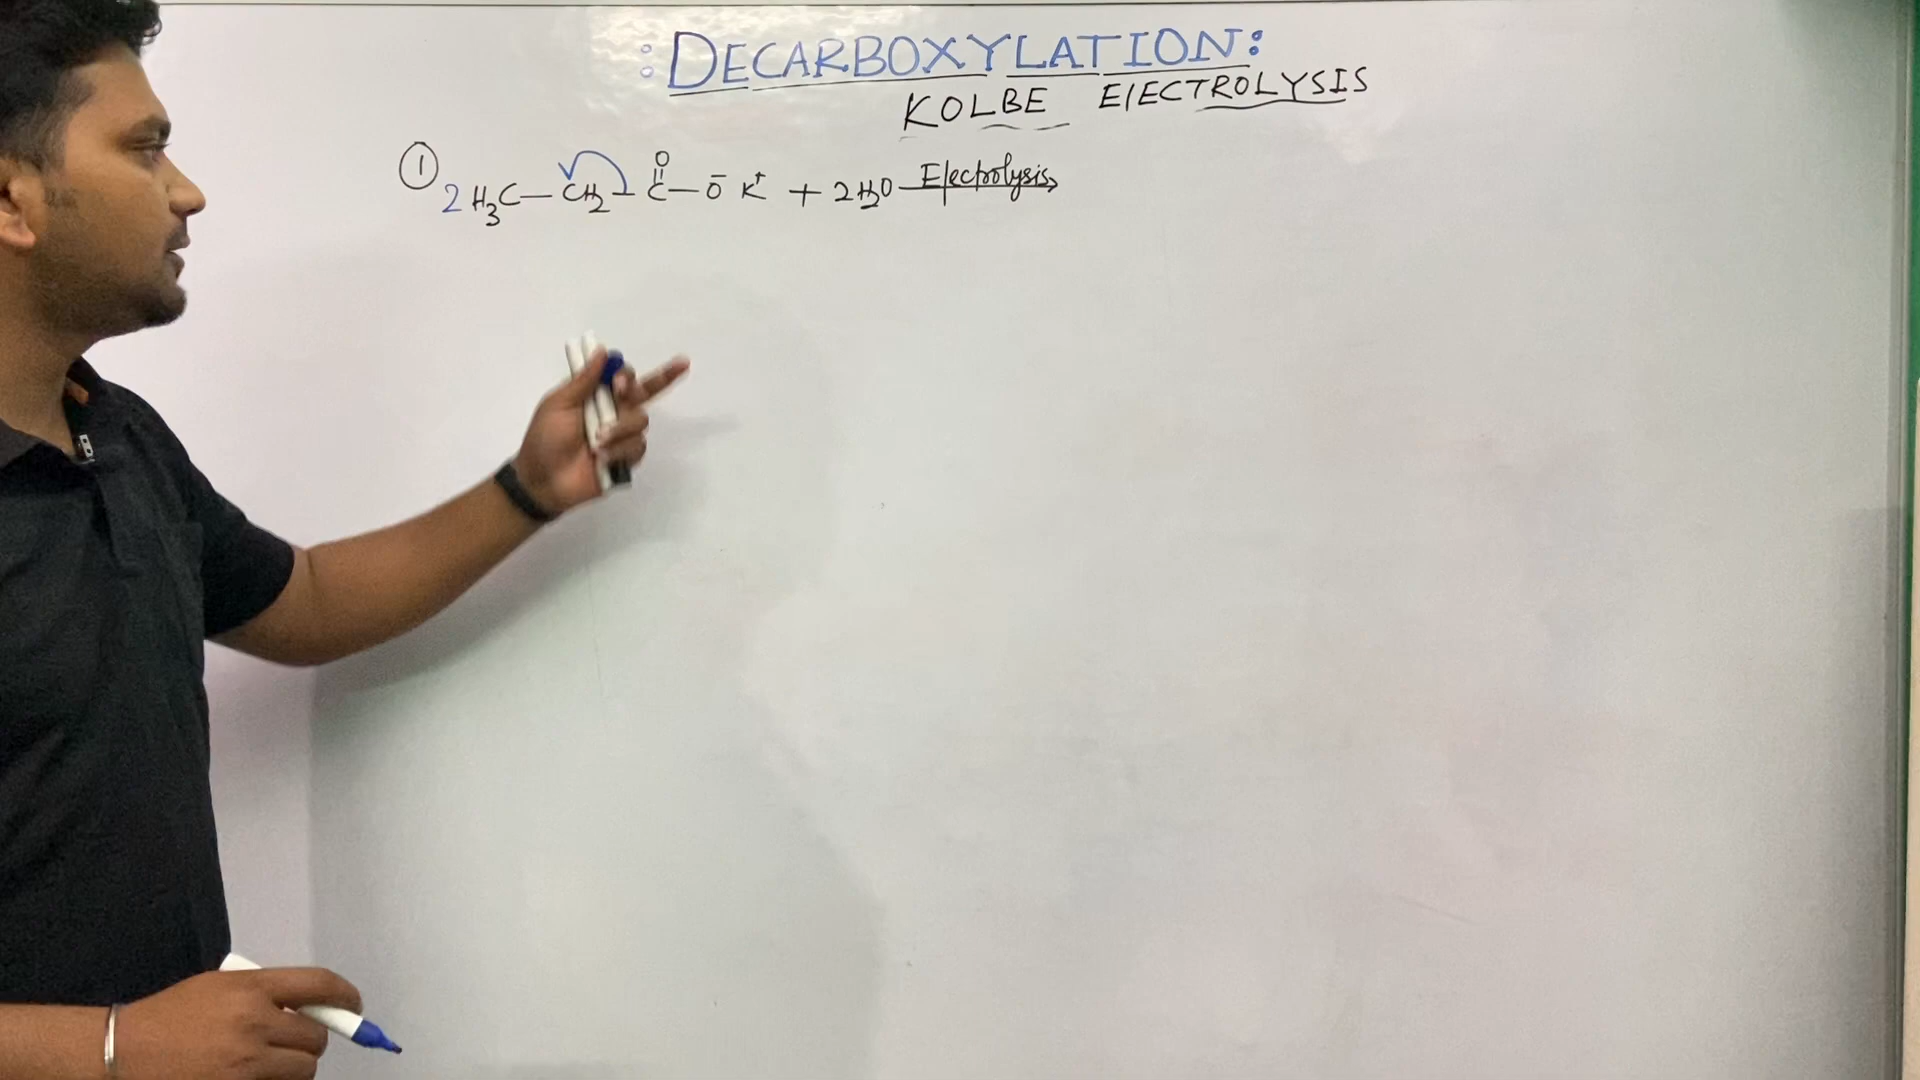 : DECARBOXYLATION:
KOLBE ElECTROLYSIS
① 2 H₃C—CH₂—C(=O)—O⁻ K⁺ + 2H₂O Electrolysis→